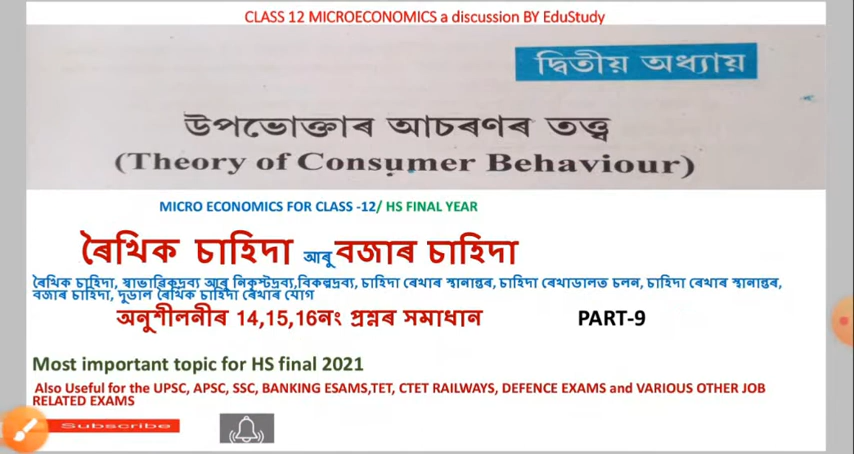 CLASS 12 MICROECONOMICS a discussion BY EduStudy
দ্বিতীয় অধ্যায়
উপভোক্তাৰ আচৰণৰ তত্ত্ব
(Theory of Consumer Behaviour)
MICRO ECONOMICS FOR CLASS -12/ HS FINAL YEAR
ৰৈখিক চাহিদা আৰু বজাৰ চাহিদা
ৰৈখিক চাহিদা, স্বাভাৱিকদ্ৰব্য আৰু নিকৃস্টদ্ৰব্য,বিকল্পদ্ৰব্য, চাহিদা ৰেখাৰ স্থানান্তৰ, চাহিদা ৰেখাডালত চলন, চাহিদা ৰেখাৰ স্থানান্তৰ,
বজাৰ চাহিদা, দুডাল ৰৈখিক চাহিদা ৰেখাৰ যোগ
অনুশীলনীৰ 14,15,16নং প্ৰশ্নৰ সমাধান PART-9
Most important topic for HS final 2021
Also Useful for the UPSC, APSC, SSC, BANKING ESAMS,TET, CTET RAILWAYS, DEFENCE EXAMS and VARIOUS OTHER JOB
RELATED EXAMS
Subscribe